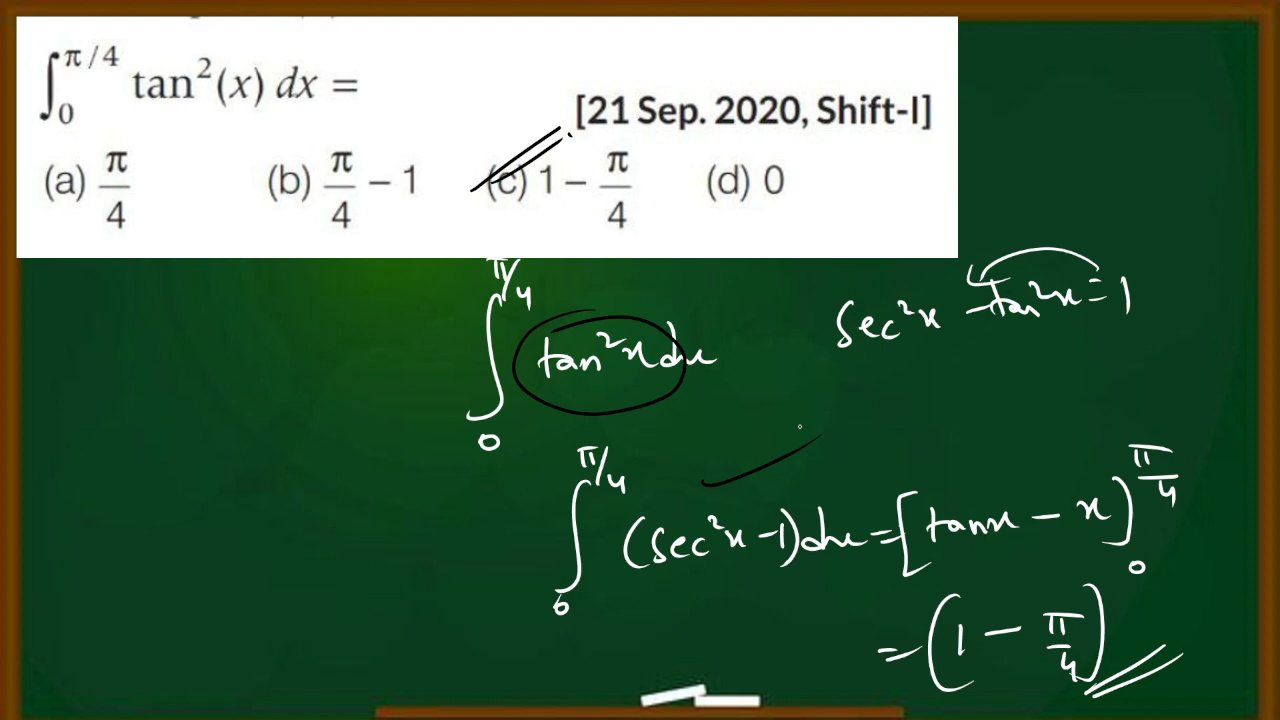 ∫₀^{π/4} tan²(x) dx =
[21 Sep. 2020, Shift-I]
(a) π/4 (b) π/4 − 1 (c) 1 − π/4 (d) 0
∫₀^{π/4} tan²x dx
sec²x − tan²x = 1
∫₀^{π/4} (sec²x − 1)dx = [tanx − x]₀^{π/4}
= (1 − π/4)